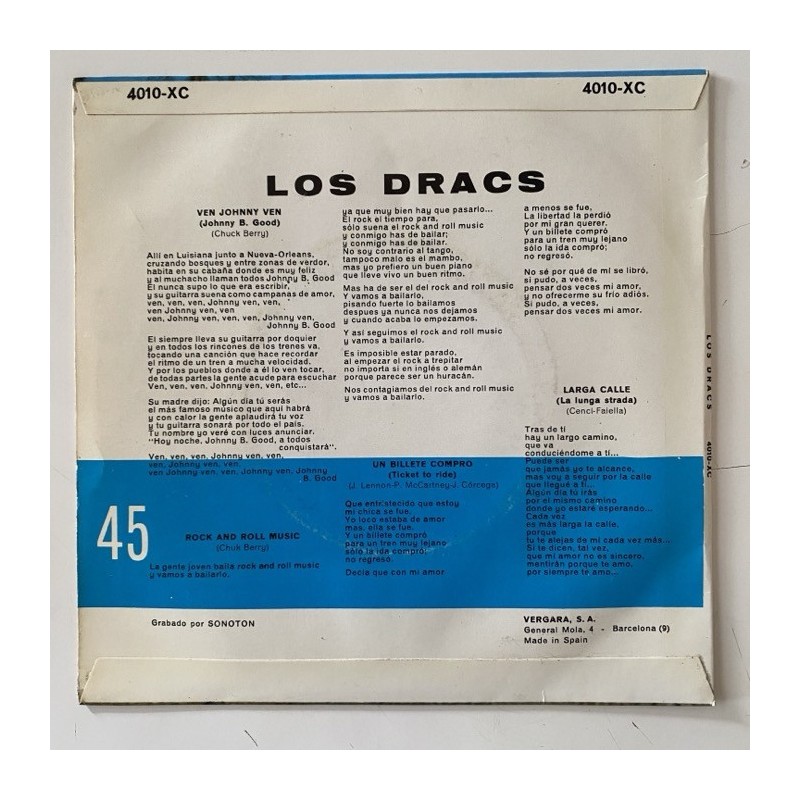 4010-XC 4010-XC
LOS DRACS
VEN JOHNNY VEN
(Johnny B. Good)
(Chuck Berry)
Allí en Luisiana junto a Nueva-Orleans,
cruzando bosques y entre zonas de verdor,
habita en su cabaña donde es muy feliz
y al muchacho llaman todos Johnny B. Good
El nunca supo lo que era escribir,
y su guitarra suena como campanas de amor,
ven, ven, Johnny ven, ven,
ven Johnny ven
ven, Johnny ven, ven, ven, Johnny ven,
Johnny B. Good
El siempre lleva su guitarra por doquier
y en todos los rincones de los trenes va,
tocando una canción que hace recordar
el ritmo de un tren a mucha velocidad.
Y por los pueblos donde a él lo ven tocar,
de todas partes la gente acude para escuchar
Ven, ven, ven, Johnny, ven, ven, etc...
Su madre dijo: Algún día tú serás
el más famoso músico que aquí habrá
y con calor la gente aplaudirá tu voz
y tu guitarra sonará por todo el país.
Tu nombre yo veré con luces anunciar.
"Hoy noche. Johnny B. Good, a todos
conquistará".
Ven, ven, ven, Johnny ven, ven,
ven, Johnny ven, ven,
ven Johnny ven, ven, ven, Johnny ven, Johnny
B. Good
45
ROCK AND ROLL MUSIC
(Chuk Berry)
La gente joven baila rock and roll music
y vamos a bailarlo.
ya que muy bien hay que pasarlo...
El rock el tiempo para,
sólo suena el rock and roll music
y conmigo has de bailar;
y conmigo has de bailar.
No soy contrario al tango,
tampoco malo es el mambo,
mas yo prefiero un buen piano
que lleve vivo un buen ritmo.
Mas ha de ser el del rock and roll music
Y vamos a bailarlo,
pisando fuerte lo bailamos
despues ya nunca nos dejamos
y cuando acaba lo empezamos.
Y así seguimos el rock and roll music
y vamos a bailarlo.
Es imposible estar parado,
al empezar el rock a trepitar
no importa si en inglés o alemán
porque parece ser un huracán.
Nos contagiamos del rock and roll music
y vamos a bailarlo.
UN BILLETE COMPRO
(Ticket to ride)
(J. Lennon-P. McCartney-J. Córcega)
Que entristecido que estoy
mi chica se fue,
Yo loco estaba de amor
mas, ella se fue.
Y un billete compró
para un tren muy lejano
sólo la ida compró;
no regresó.
Decía que con mi amor
a menos se fue,
La libertad la perdió
por mi gran querer.
Y un billete compró
para un tren muy lejano
sólo la ida compró;
no regresó.
No sé por qué de mí se libró,
si pudo, a veces,
pensar dos veces mi amor,
y no ofrecerme su frío adiós.
Si pudo, a veces,
pensar dos veces mi amor.
LARGA CALLE
(La lunga strada)
(Cenci-Faiella)
Tras de ti
hay un largo camino,
que va
conduciéndome a ti...
Puede ser
que jamás yo te alcance,
mas voy a seguir por la calle
que llegué a ti...
Algún día tú irás
por el mismo camino
donde yo estaré esperando...
Cada vez
es más larga la calle,
porque
tu te alejas de mi cada vez más...
Si te dicen, tal vez,
que mi amor no es sincero,
mentirán porque te amo,
por siempre te amo...
LOS DRACS 4010-XC
Grabado por SONOTON
VERGARA, S. A.
General Mola, 4 - Barcelona (9)
Made in Spain